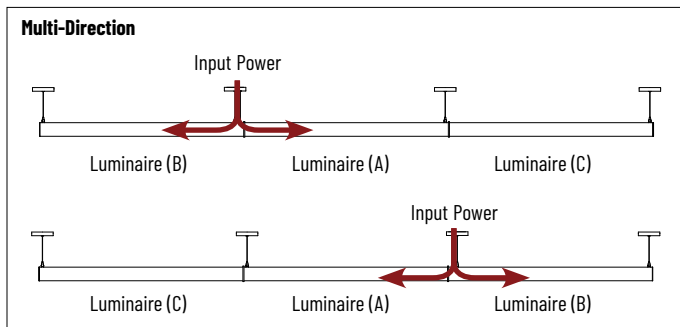 Multi-Direction
Input Power
Luminaire (B) Luminaire (A) Luminaire (C)
Input Power
Luminaire (C) Luminaire (A) Luminaire (B)